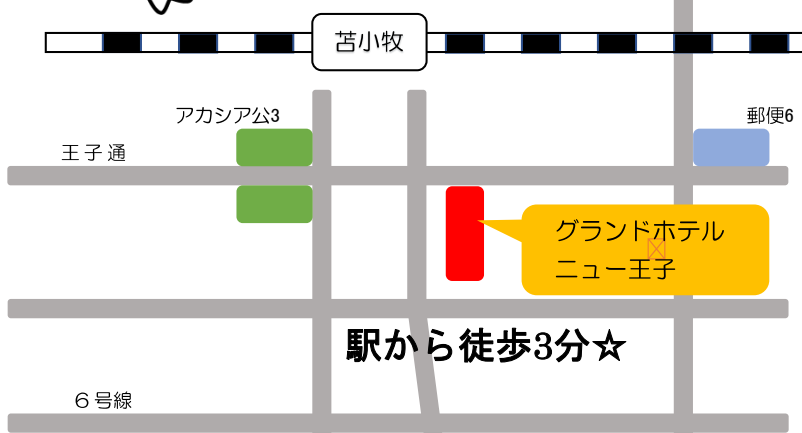 苫小牧
アカシア公3
郵便6
王子通
グランドホテル
ニュー王子
駅から徒歩3分☆
６号線